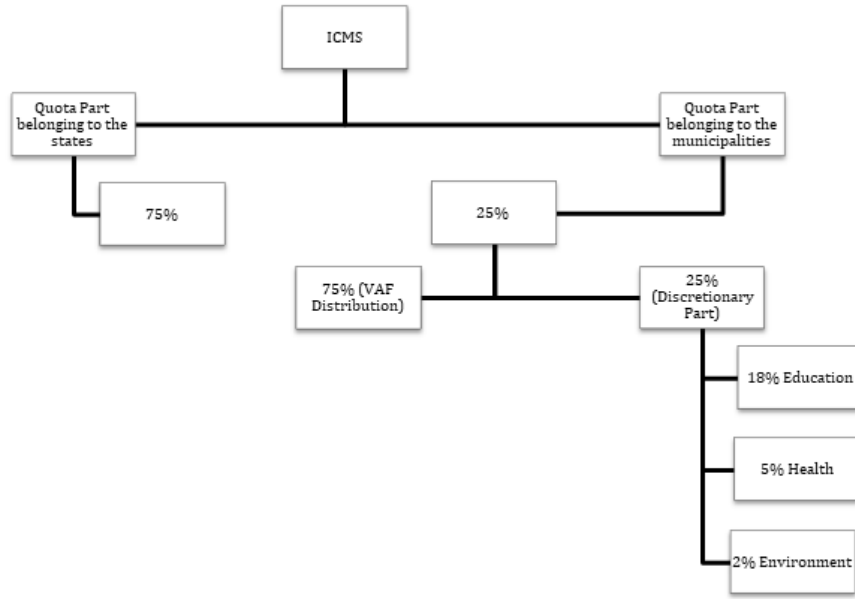 ICMS
Quota Part
belonging to the
states
Quota Part
belonging to the
municipalities
75%
25%
75% (VAF
Distribution)
25%
(Discretionary
Part)
18% Education
5% Health
2% Environment